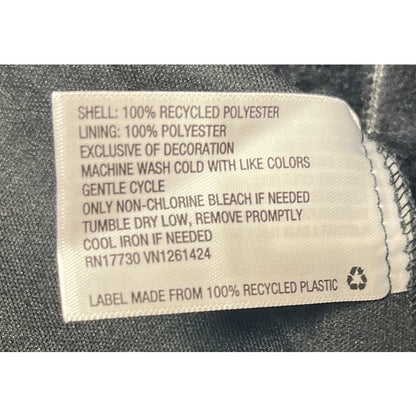 SHELL: 100% RECYCLED POLYESTER
LINING: 100% POLYESTER
EXCLUSIVE OF DECORATION
MACHINE WASH COLD WITH LIKE COLORS
GENTLE CYCLE
ONLY NON-CHLORINE BLEACH IF NEEDED
TUMBLE DRY LOW, REMOVE PROMPTLY
COOL IRON IF NEEDED
RN17730 VN1261424
LABEL MADE FROM 100% RECYCLED PLASTIC